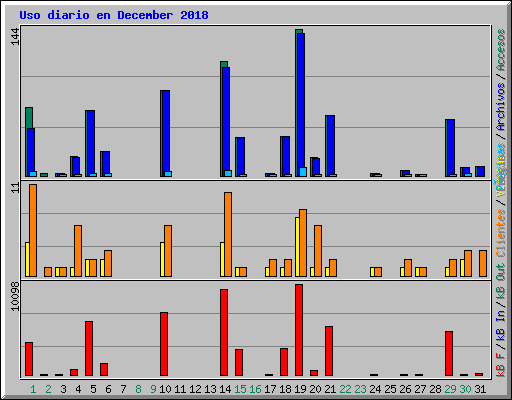 Uso diario en December 2018
144
11
10098
kB F / kB In / kB Out Clientes / Páginas / Archivos / Accesos
1 2 3 4 5 6 7 8 9 10 11 12 13 14 15 16 17 18 19 20 21 22 23 24 25 26 27 28 29 30 31